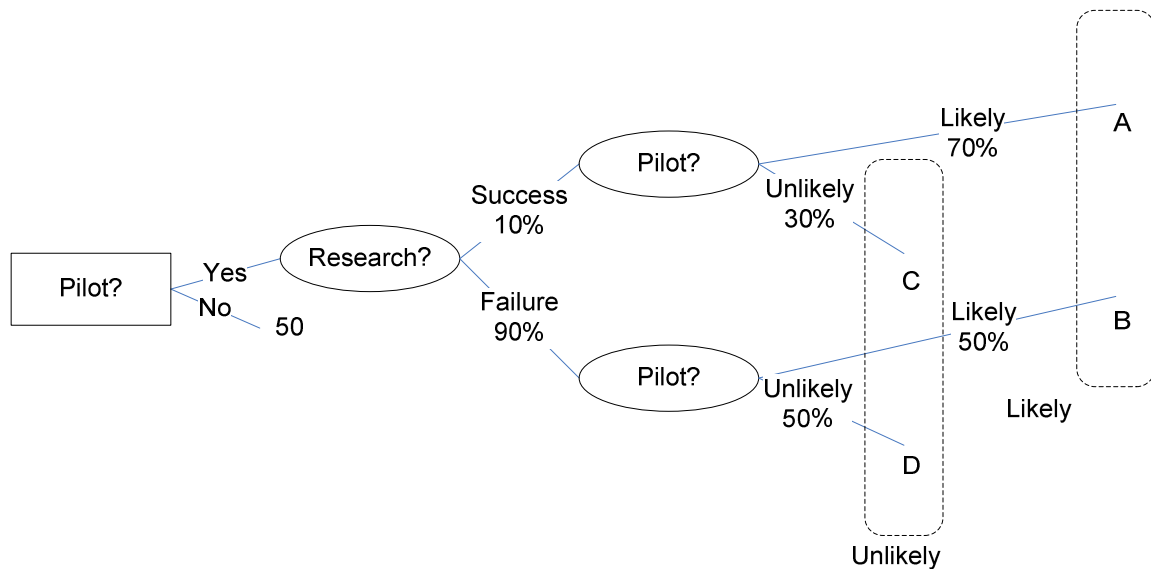 Likely
70%
A
Pilot?
Unlikely
30%
Success
10%
Research?
Yes
Pilot?
No
50
C
Failure
90%
Likely
50%
B
Pilot?
Unlikely
50%
Likely
D
Unlikely